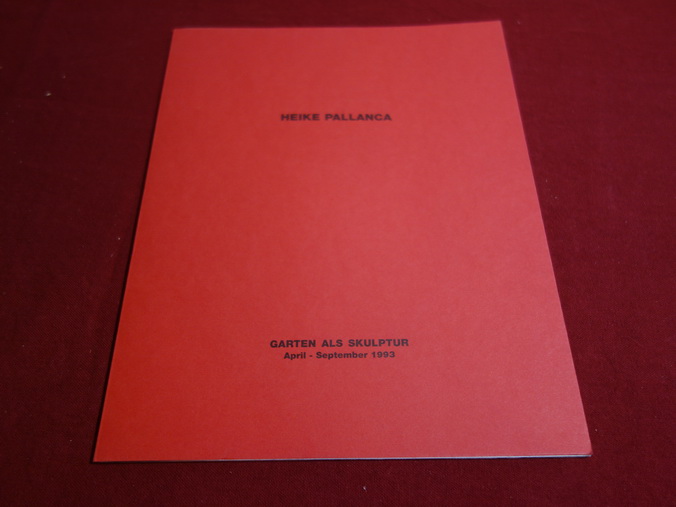 HEIKE PALLANCA
GARTEN ALS SKULPTUR
April - September 1993